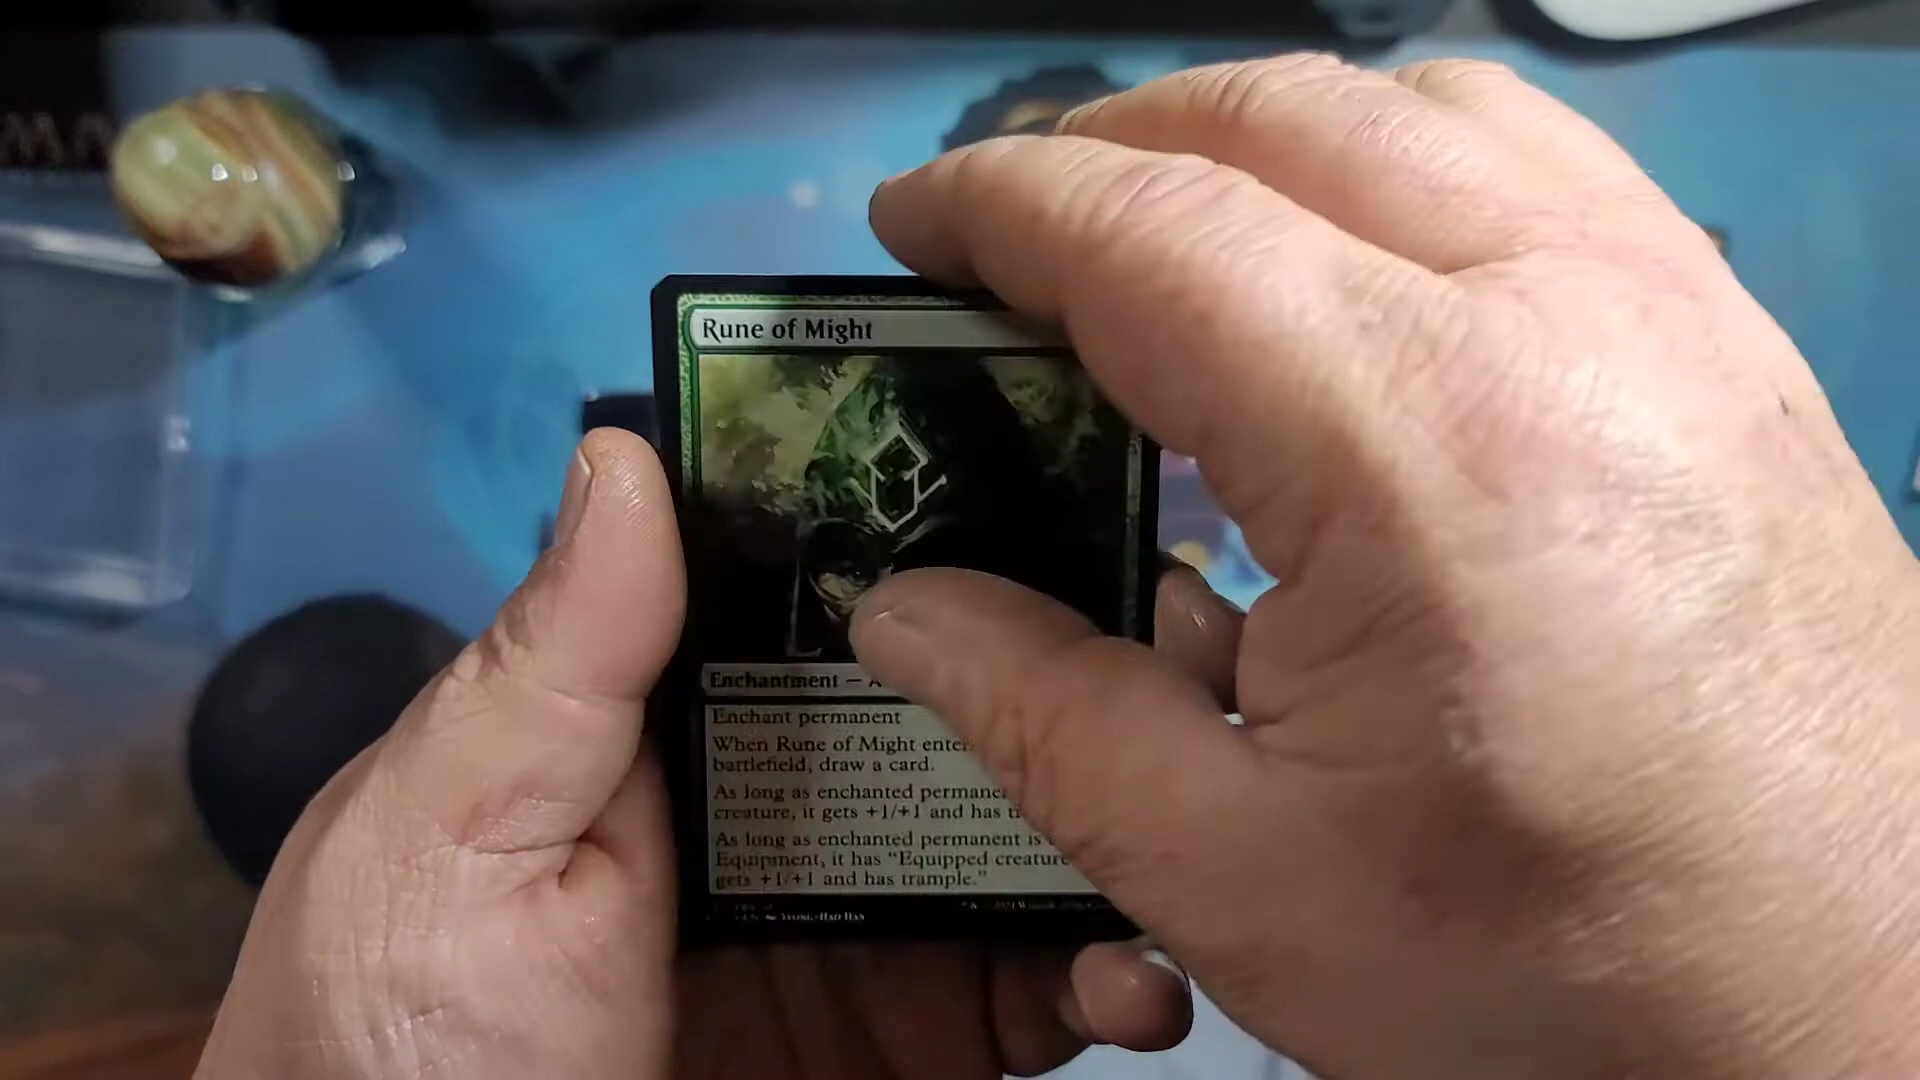 MA
Rune of Might
Enchantment —
Enchant permanent
When Rune of Might
battlefield, draw a card.
As long as enchanted
creature, it gets +1/+1 and has
As long as enchanted permanent is
Equipment, it has “Equipped creature
gets +1/+1 and has trample.”